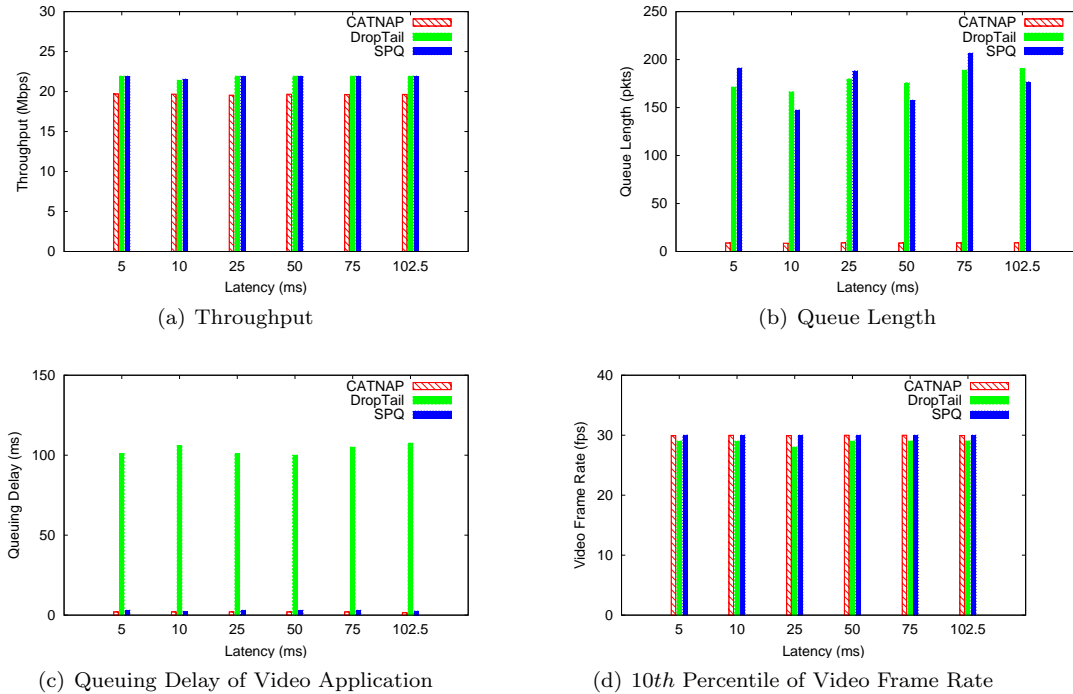 30
25
20
15
10
5
0
Throughput (Mbps)
CATNAP
DropTail
SPQ
5 10 25 50 75 102.5
Latency (ms)
(a) Throughput
250
200
150
100
50
0
Queue Length (pkts)
CATNAP
DropTail
SPQ
5 10 25 50 75 102.5
Latency (ms)
(b) Queue Length
150
100
50
0
Queuing Delay (ms)
CATNAP
DropTail
SPQ
5 10 25 50 75 102.5
Latency (ms)
(c) Queuing Delay of Video Application
40
30
20
10
0
Video Frame Rate (fps)
CATNAP
DropTail
SPQ
5 10 25 50 75 102.5
Latency (ms)
(d) 10th Percentile of Video Frame Rate